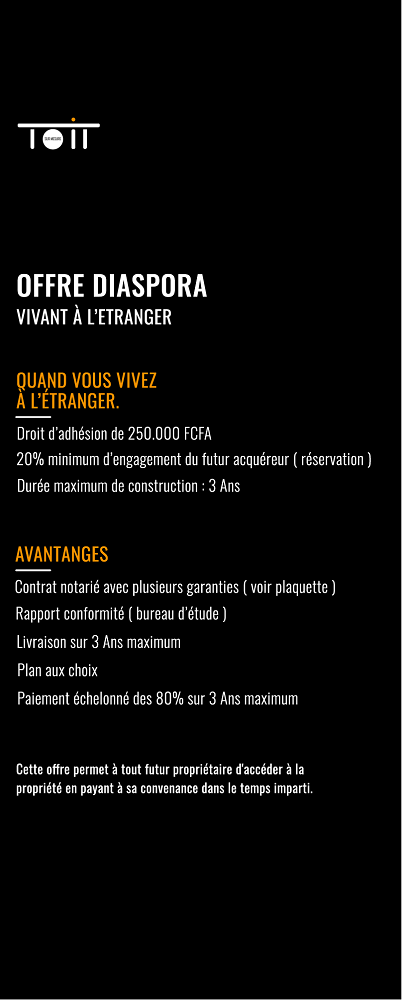 TOIT
SUR MESURE
OFFRE DIASPORA
VIVANT À L'ETRANGER
QUAND VOUS VIVEZ
À L'ÉTRANGER.
Droit d'adhésion de 250.000 FCFA
20% minimum d'engagement du futur acquéreur ( réservation )
Durée maximum de construction : 3 Ans
AVANTANGES
Contrat notarié avec plusieurs garanties ( voir plaquette )
Rapport conformité ( bureau d'étude )
Livraison sur 3 Ans maximum
Plan aux choix
Paiement échelonné des 80% sur 3 Ans maximum
Cette offre permet à tout futur propriétaire d'accéder à la
propriété en payant à sa convenance dans le temps imparti.